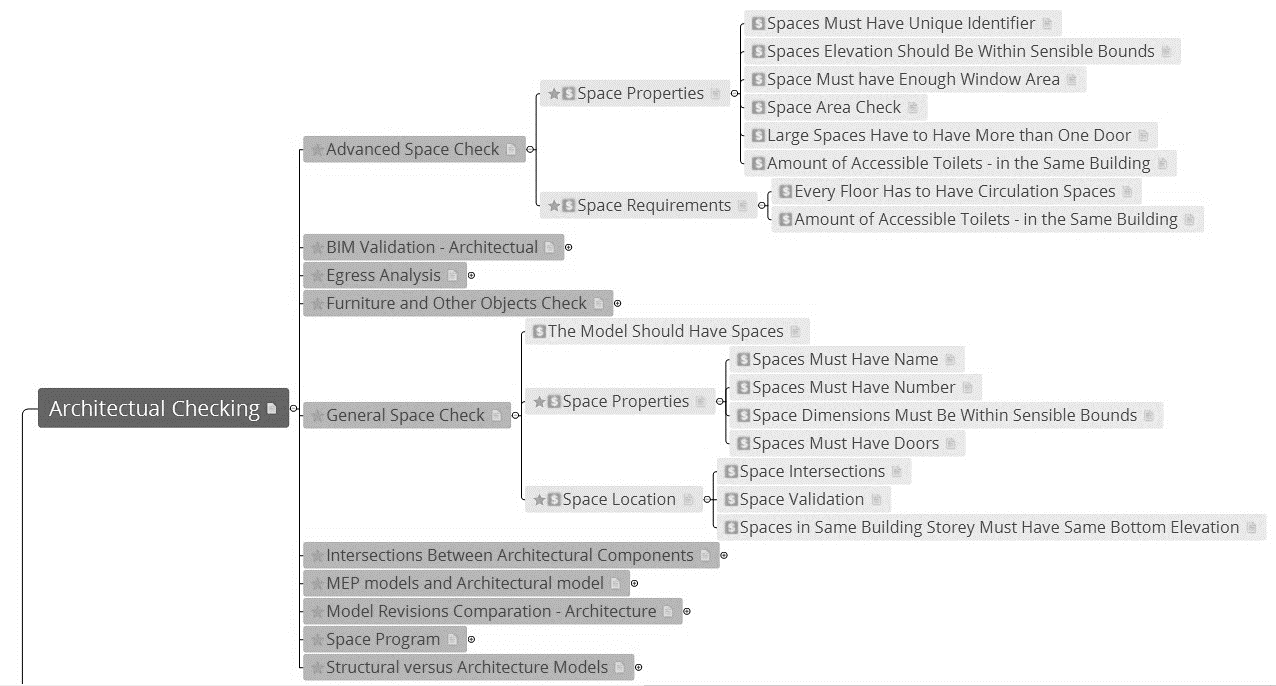 Spaces Must Have Unique Identifier
Spaces Elevation Should Be Within Sensible Bounds
Space Properties
Space Must have Enough Window Area
Space Area Check
Large Spaces Have to Have More than One Door
Advanced Space Check
Amount of Accessible Toilets - in the Same Building
Space Requirements
Every Floor Has to Have Circulation Spaces
Amount of Accessible Toilets - in the Same Building
BIM Validation - Architectual
Egress Analysis
Furniture and Other Objects Check
The Model Should Have Spaces
Spaces Must Have Name
Space Properties
Spaces Must Have Number
Architectual Checking
General Space Check
Space Dimensions Must Be Within Sensible Bounds
Spaces Must Have Doors
Space Intersections
Space Location
Space Validation
Spaces in Same Building Storey Must Have Same Bottom Elevation
Intersections Between Architectural Components
MEP models and Architectural model
Model Revisions Comparation - Architecture
Space Program
Structural versus Architecture Models